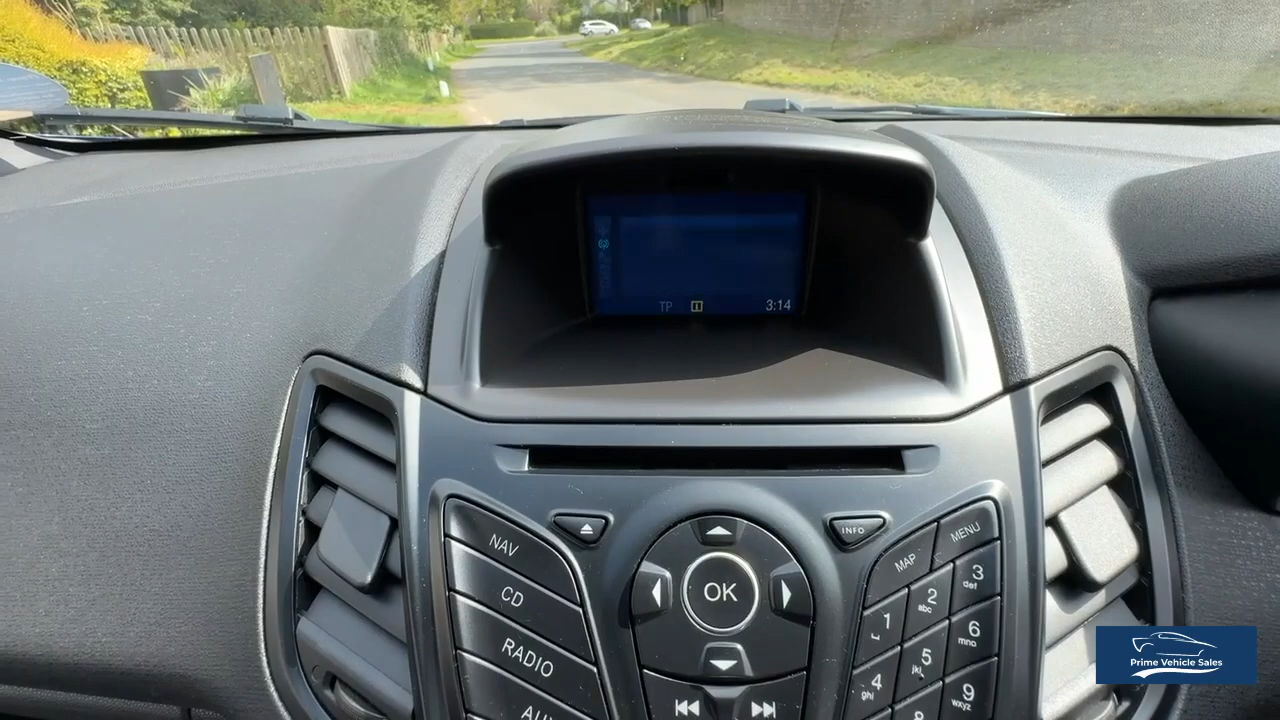 TP
3:14
NAV
CD
RADIO
OK
INFO
MAP
MENU
1
2
abc
3
def
4
ghi
5
jkl
6
mno
9
wxyz
Prime Vehicle Sales